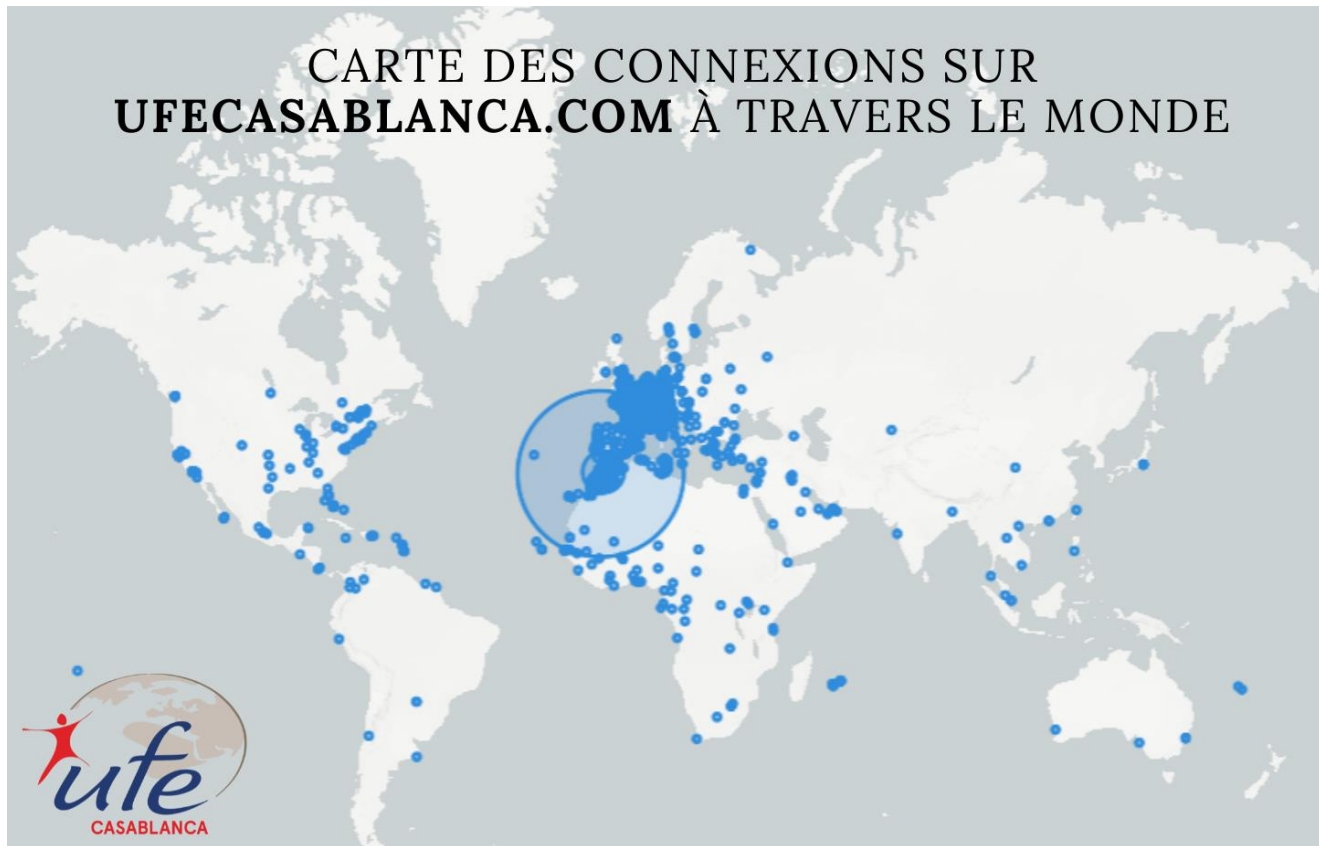 CARTE DES CONNEXIONS SUR
UFECASABLANCA.COM À TRAVERS LE MONDE
ufe
CASABLANCA